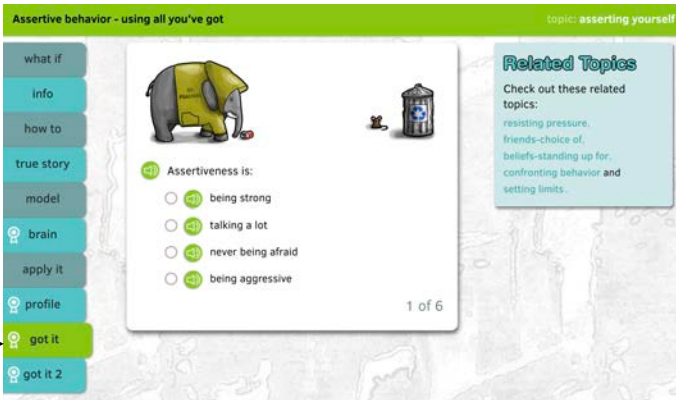 Assertive behavior - using all you've got
topic: asserting yourself
what if
info
how to
true story
model
brain
apply it
profile
got it
got it 2
Assertiveness is:
being strong
talking a lot
never being afraid
being aggressive
1 of 6
Related Topics
Check out these related
topics:
resisting pressure,
friends-choice of,
beliefs-standing up for,
confronting behavior and
setting limits.